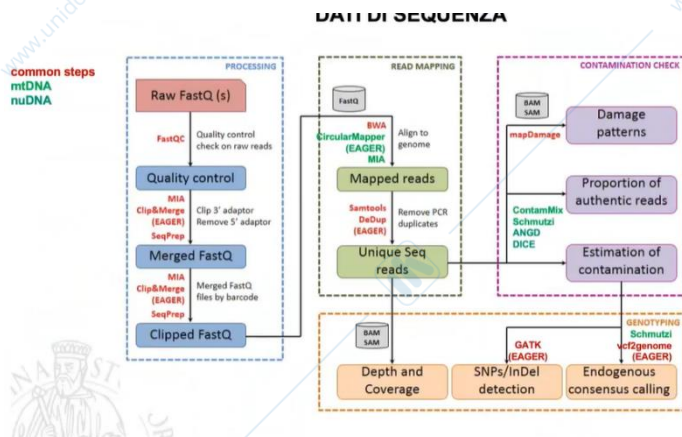 DATI DI SEQUENZA
common steps
mtDNA
nuDNA
PROCESSING
Raw FastQ (s)
FastQC
Quality control
check on raw reads
Quality control
MIA
Clip&Merge
(EAGER)
SeqPrep
Clip 3' adaptor
Remove 5' adaptor
Merged FastQ
MIA
Clip&Merge
(EAGER)
SeqPrep
Merged FastQ
files by barcode
Clipped FastQ
READ MAPPING
FastQ
BWA
CircularMapper
(EAGER)
MIA
Align to
genome
Mapped reads
Samtools
DeDup
(EAGER)
Remove PCR
duplicates
Unique Seq
reads
CONTAMINATION CHECK
BAM
SAM
mapDamage
Damage
patterns
Proportion of
authentic reads
ContamMix
Schmutzi
ANGD
DICE
Estimation of
contamination
GENOTYPING
BAM
SAM
GATK
(EAGER)
Schmutzi
vcf2genome
(EAGER)
Depth and
Coverage
SNPs/InDel
detection
Endogenous
consensus calling